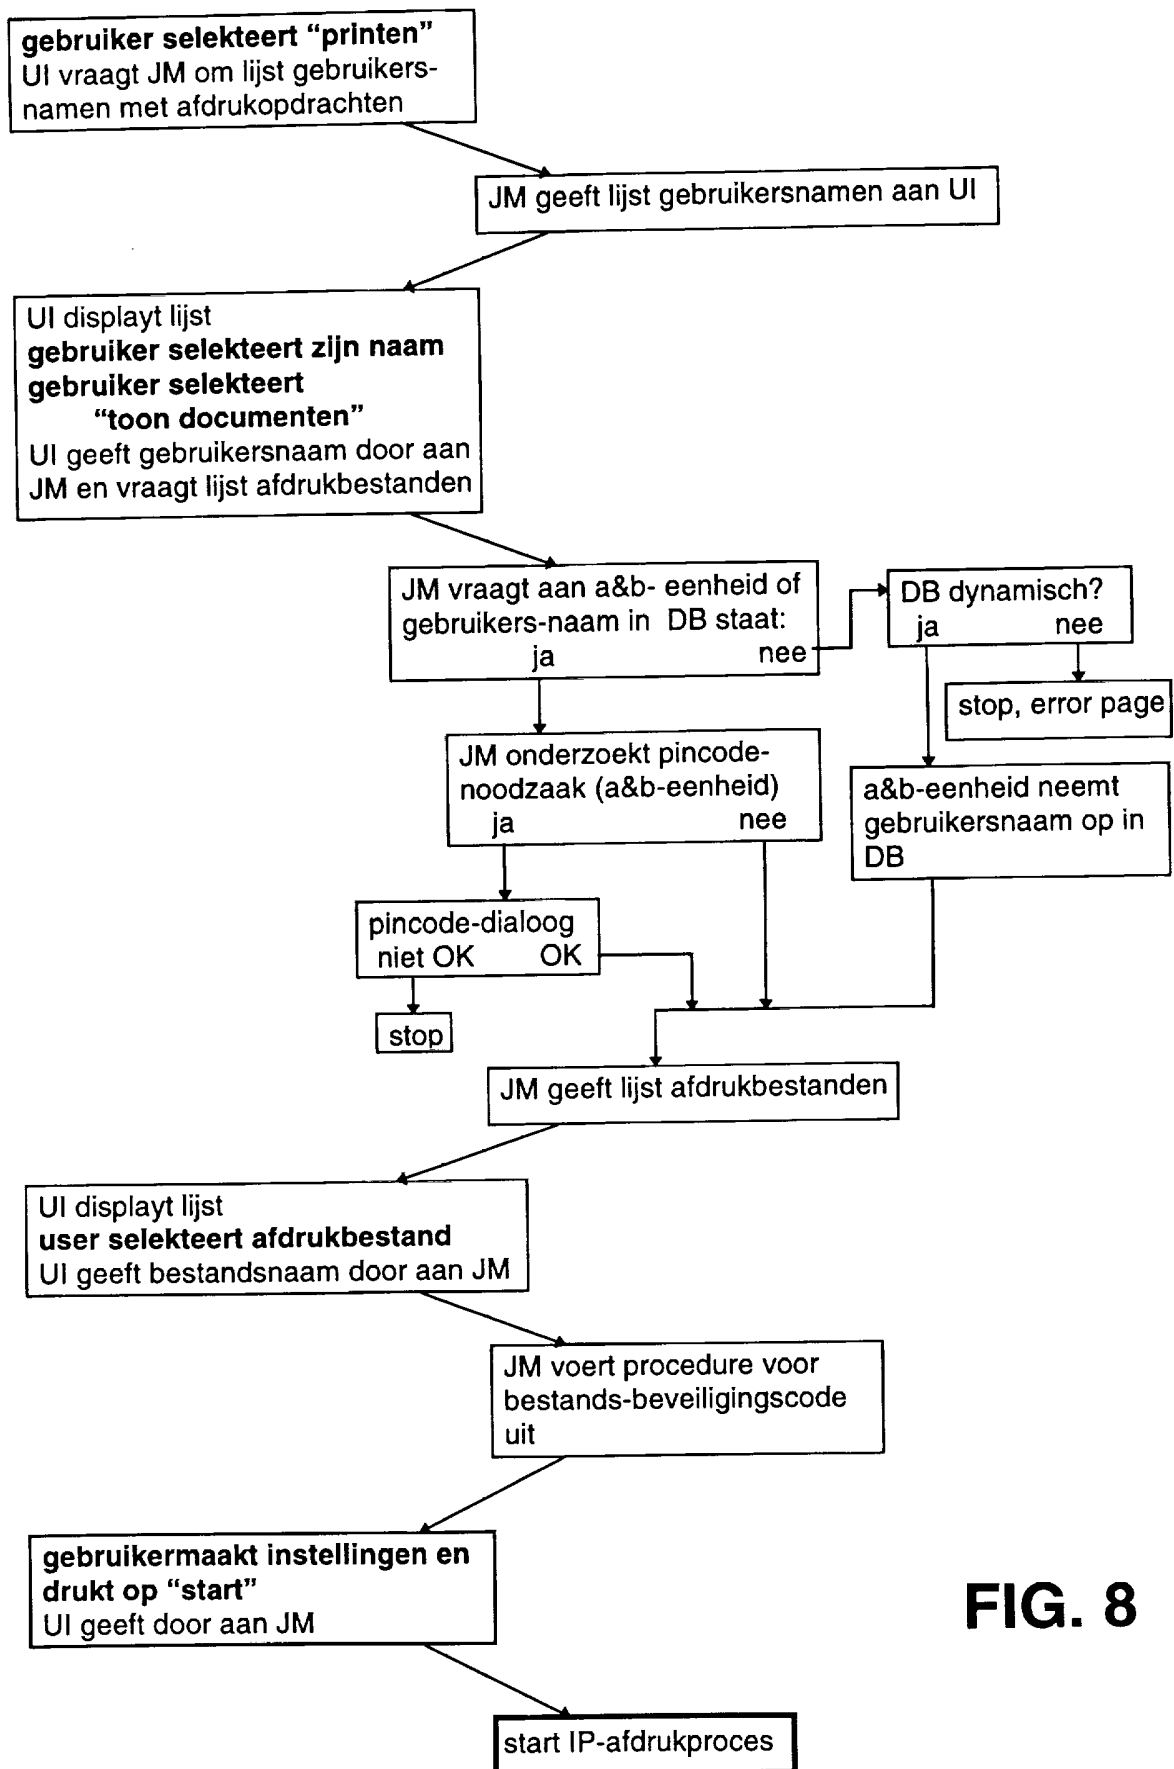 gebruiker selekteert “printen”
UI vraagt JM om lijst gebruikers-
namen met afdrukopdrachten
JM geeft lijst gebruikersnamen aan UI
UI displayt lijst
gebruiker selekteert zijn naam
gebruiker selekteert
“toon documenten”
UI geeft gebruikersnaam door aan
JM en vraagt lijst afdrukbestanden
JM vraagt aan a&b- eenheid of
gebruikers-naam in DB staat:
ja nee
DB dynamisch?
ja nee
stop, error page
JM onderzoekt pincode-
noodzaak (a&b-eenheid)
ja nee
a&b-eenheid neemt
gebruikersnaam op in
DB
pincode-dialoog
niet OK OK
stop
JM geeft lijst afdrukbestanden
UI displayt lijst
user selekteert afdrukbestand
UI geeft bestandsnaam door aan JM
JM voert procedure voor
bestands-beveiligingscode
uit
gebruikermaakt instellingen en
drukt op “start”
UI geeft door aan JM
FIG. 8
start IP-afdrukproces